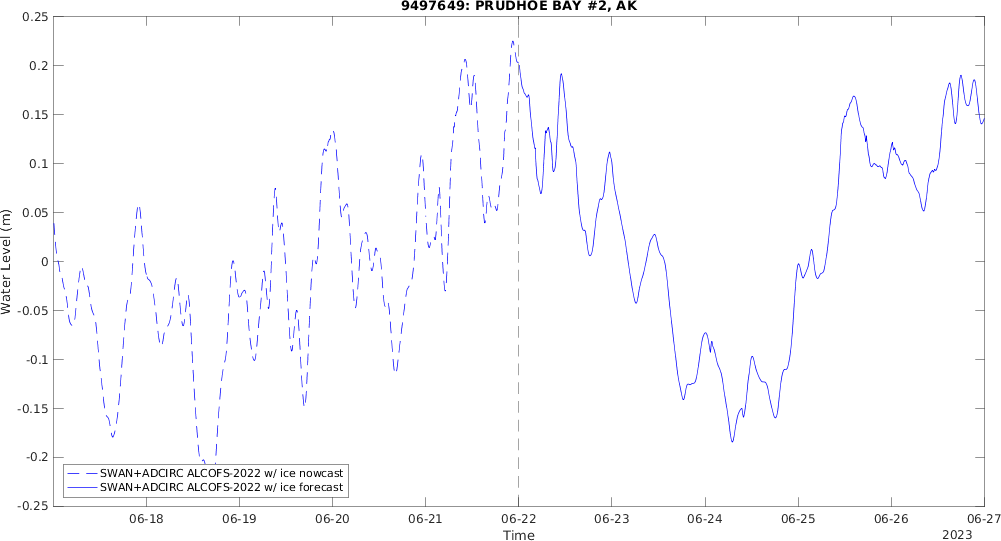 9497649: PRUDHOE BAY #2, AK
0.25
0.2
0.15
0.1
0.05
0
-0.05
-0.1
-0.15
-0.2
-0.25
Water Level (m)
SWAN+ADCIRC ALCOFS-2022 w/ ice nowcast
SWAN+ADCIRC ALCOFS-2022 w/ ice forecast
06-18 06-19 06-20 06-21 06-22 06-23 06-24 06-25 06-26 06-27
Time
2023